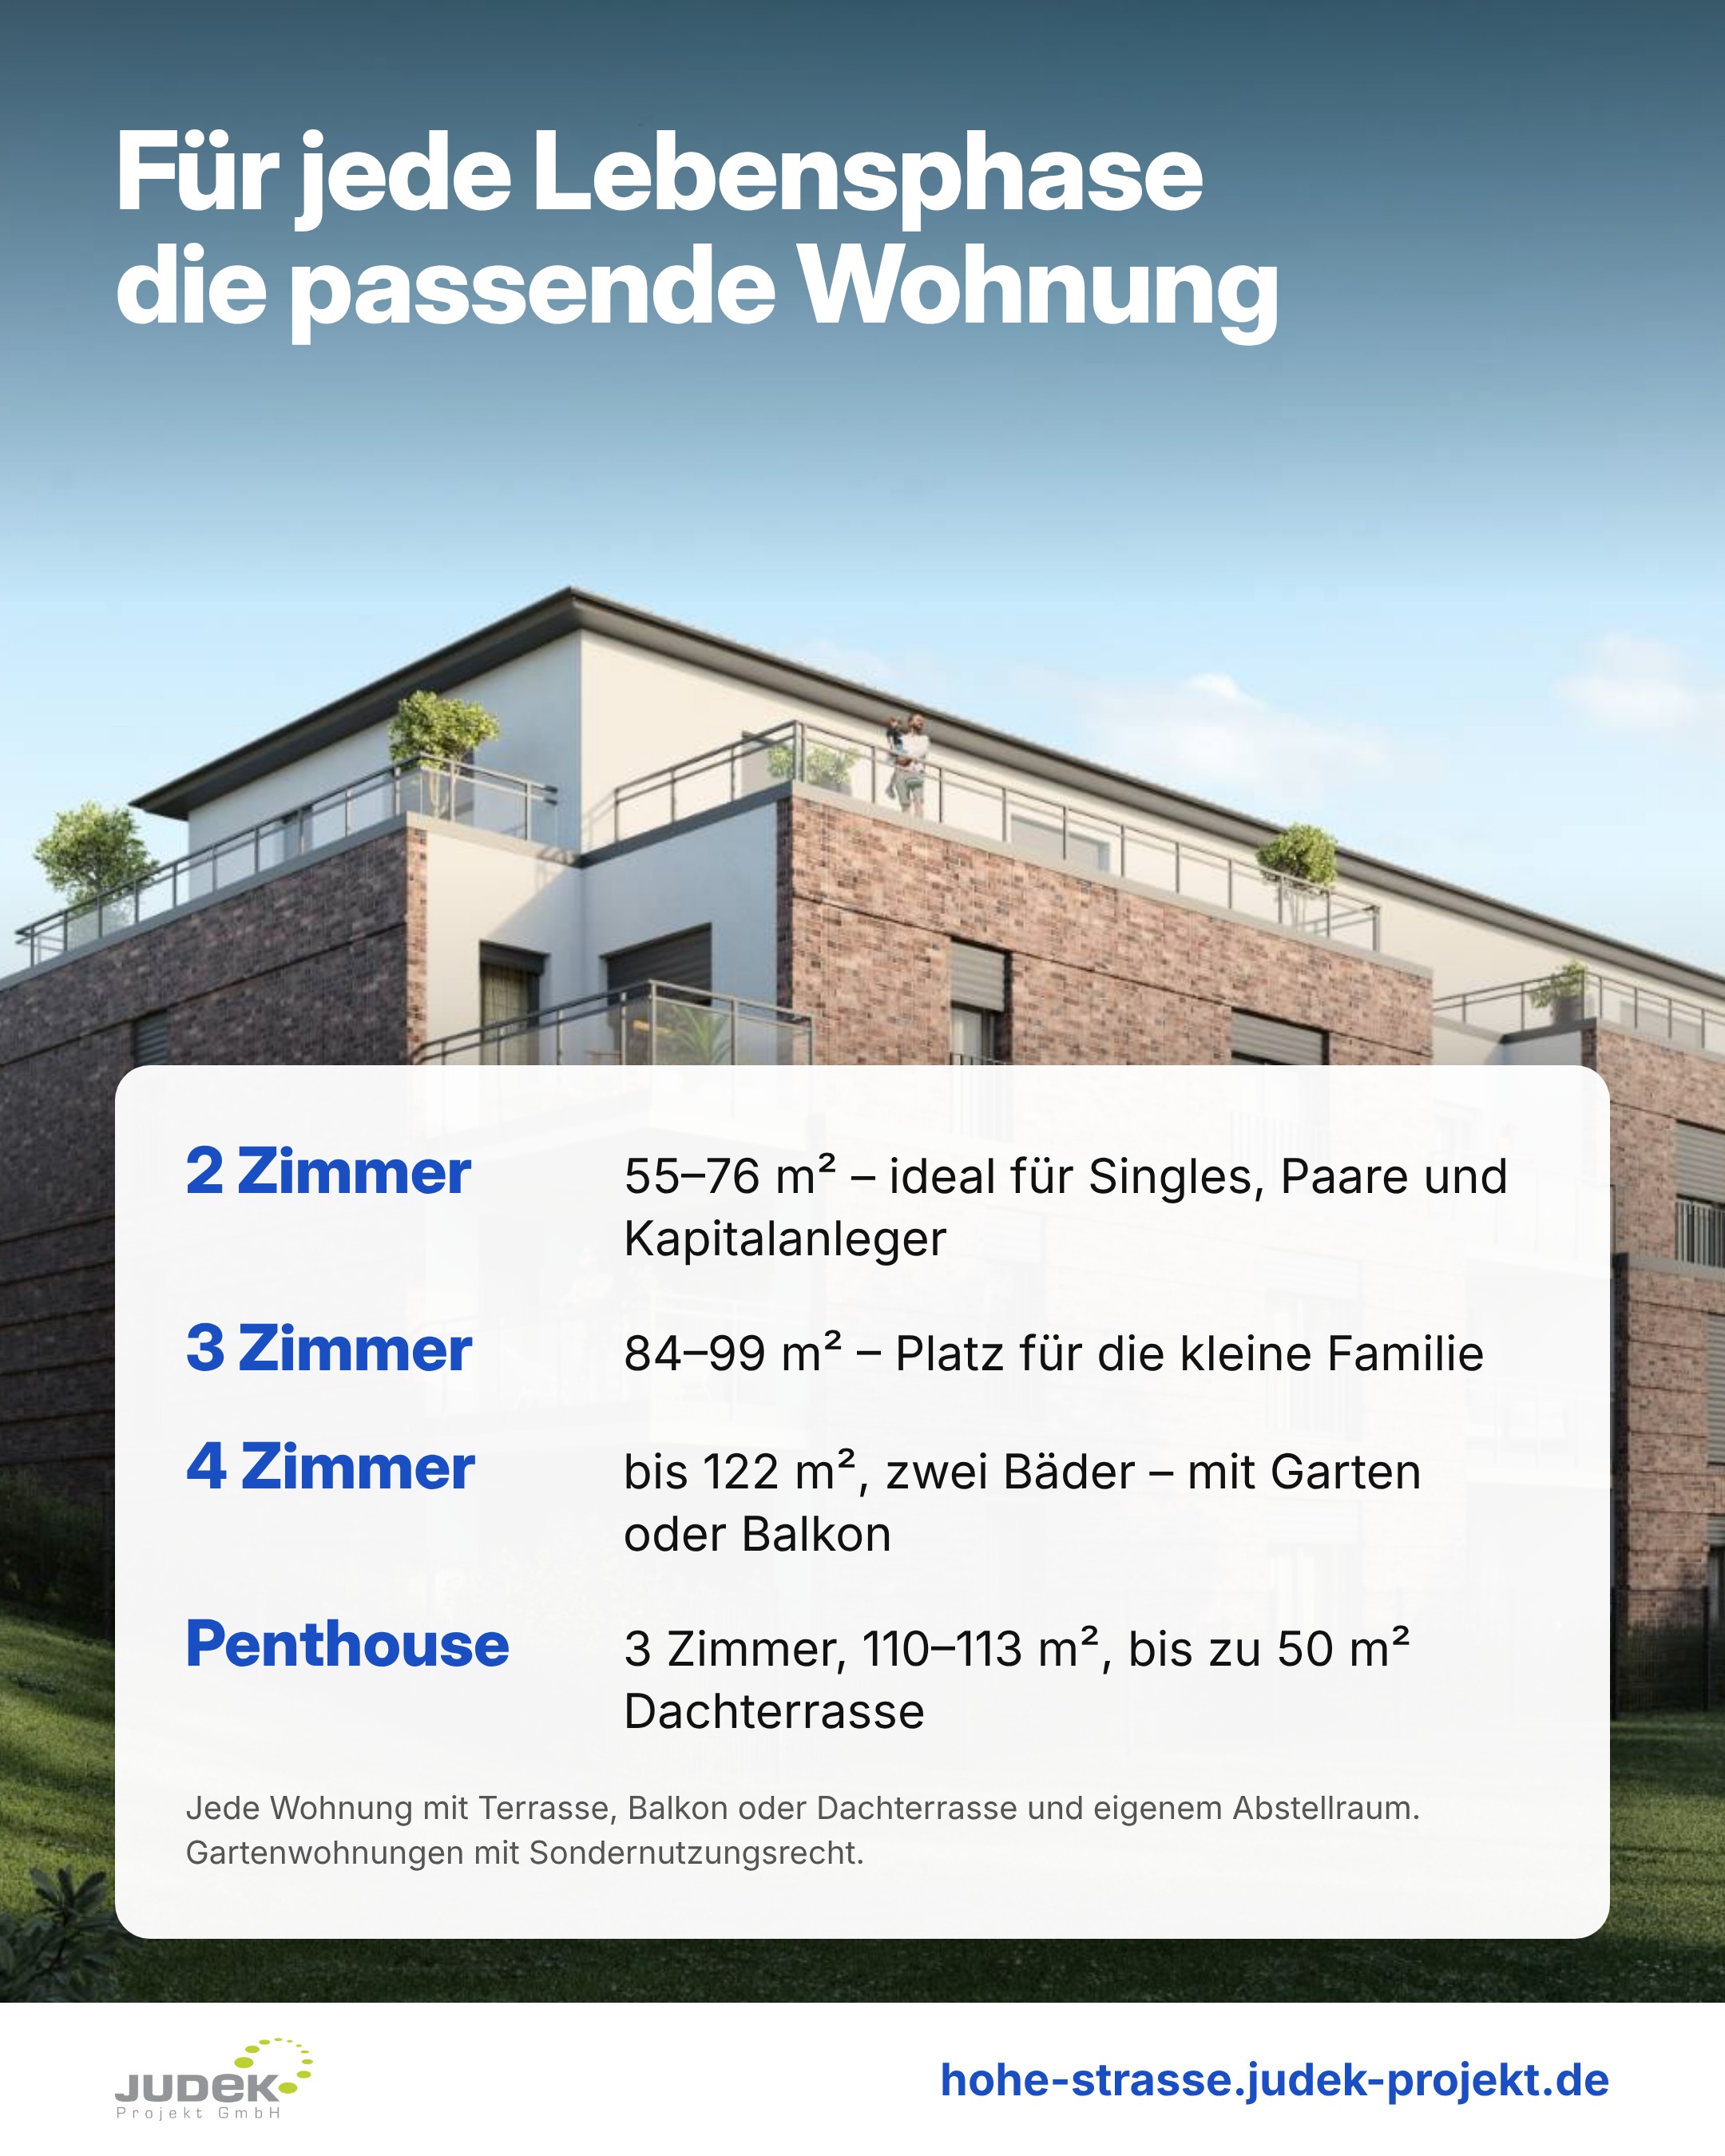 Für jede Lebensphase
die passende Wohnung
2 Zimmer
55–76 m² – ideal für Singles, Paare und
Kapitalanleger
3 Zimmer
84–99 m² – Platz für die kleine Familie
4 Zimmer
bis 122 m², zwei Bäder – mit Garten
oder Balkon
Penthouse
3 Zimmer, 110–113 m², bis zu 50 m²
Dachterrasse
Jede Wohnung mit Terrasse, Balkon oder Dachterrasse und eigenem Abstellraum.
Gartenwohnungen mit Sondernutzungsrecht.
JUDEK
Projekt GmbH
hohe-strasse.judek-projekt.de